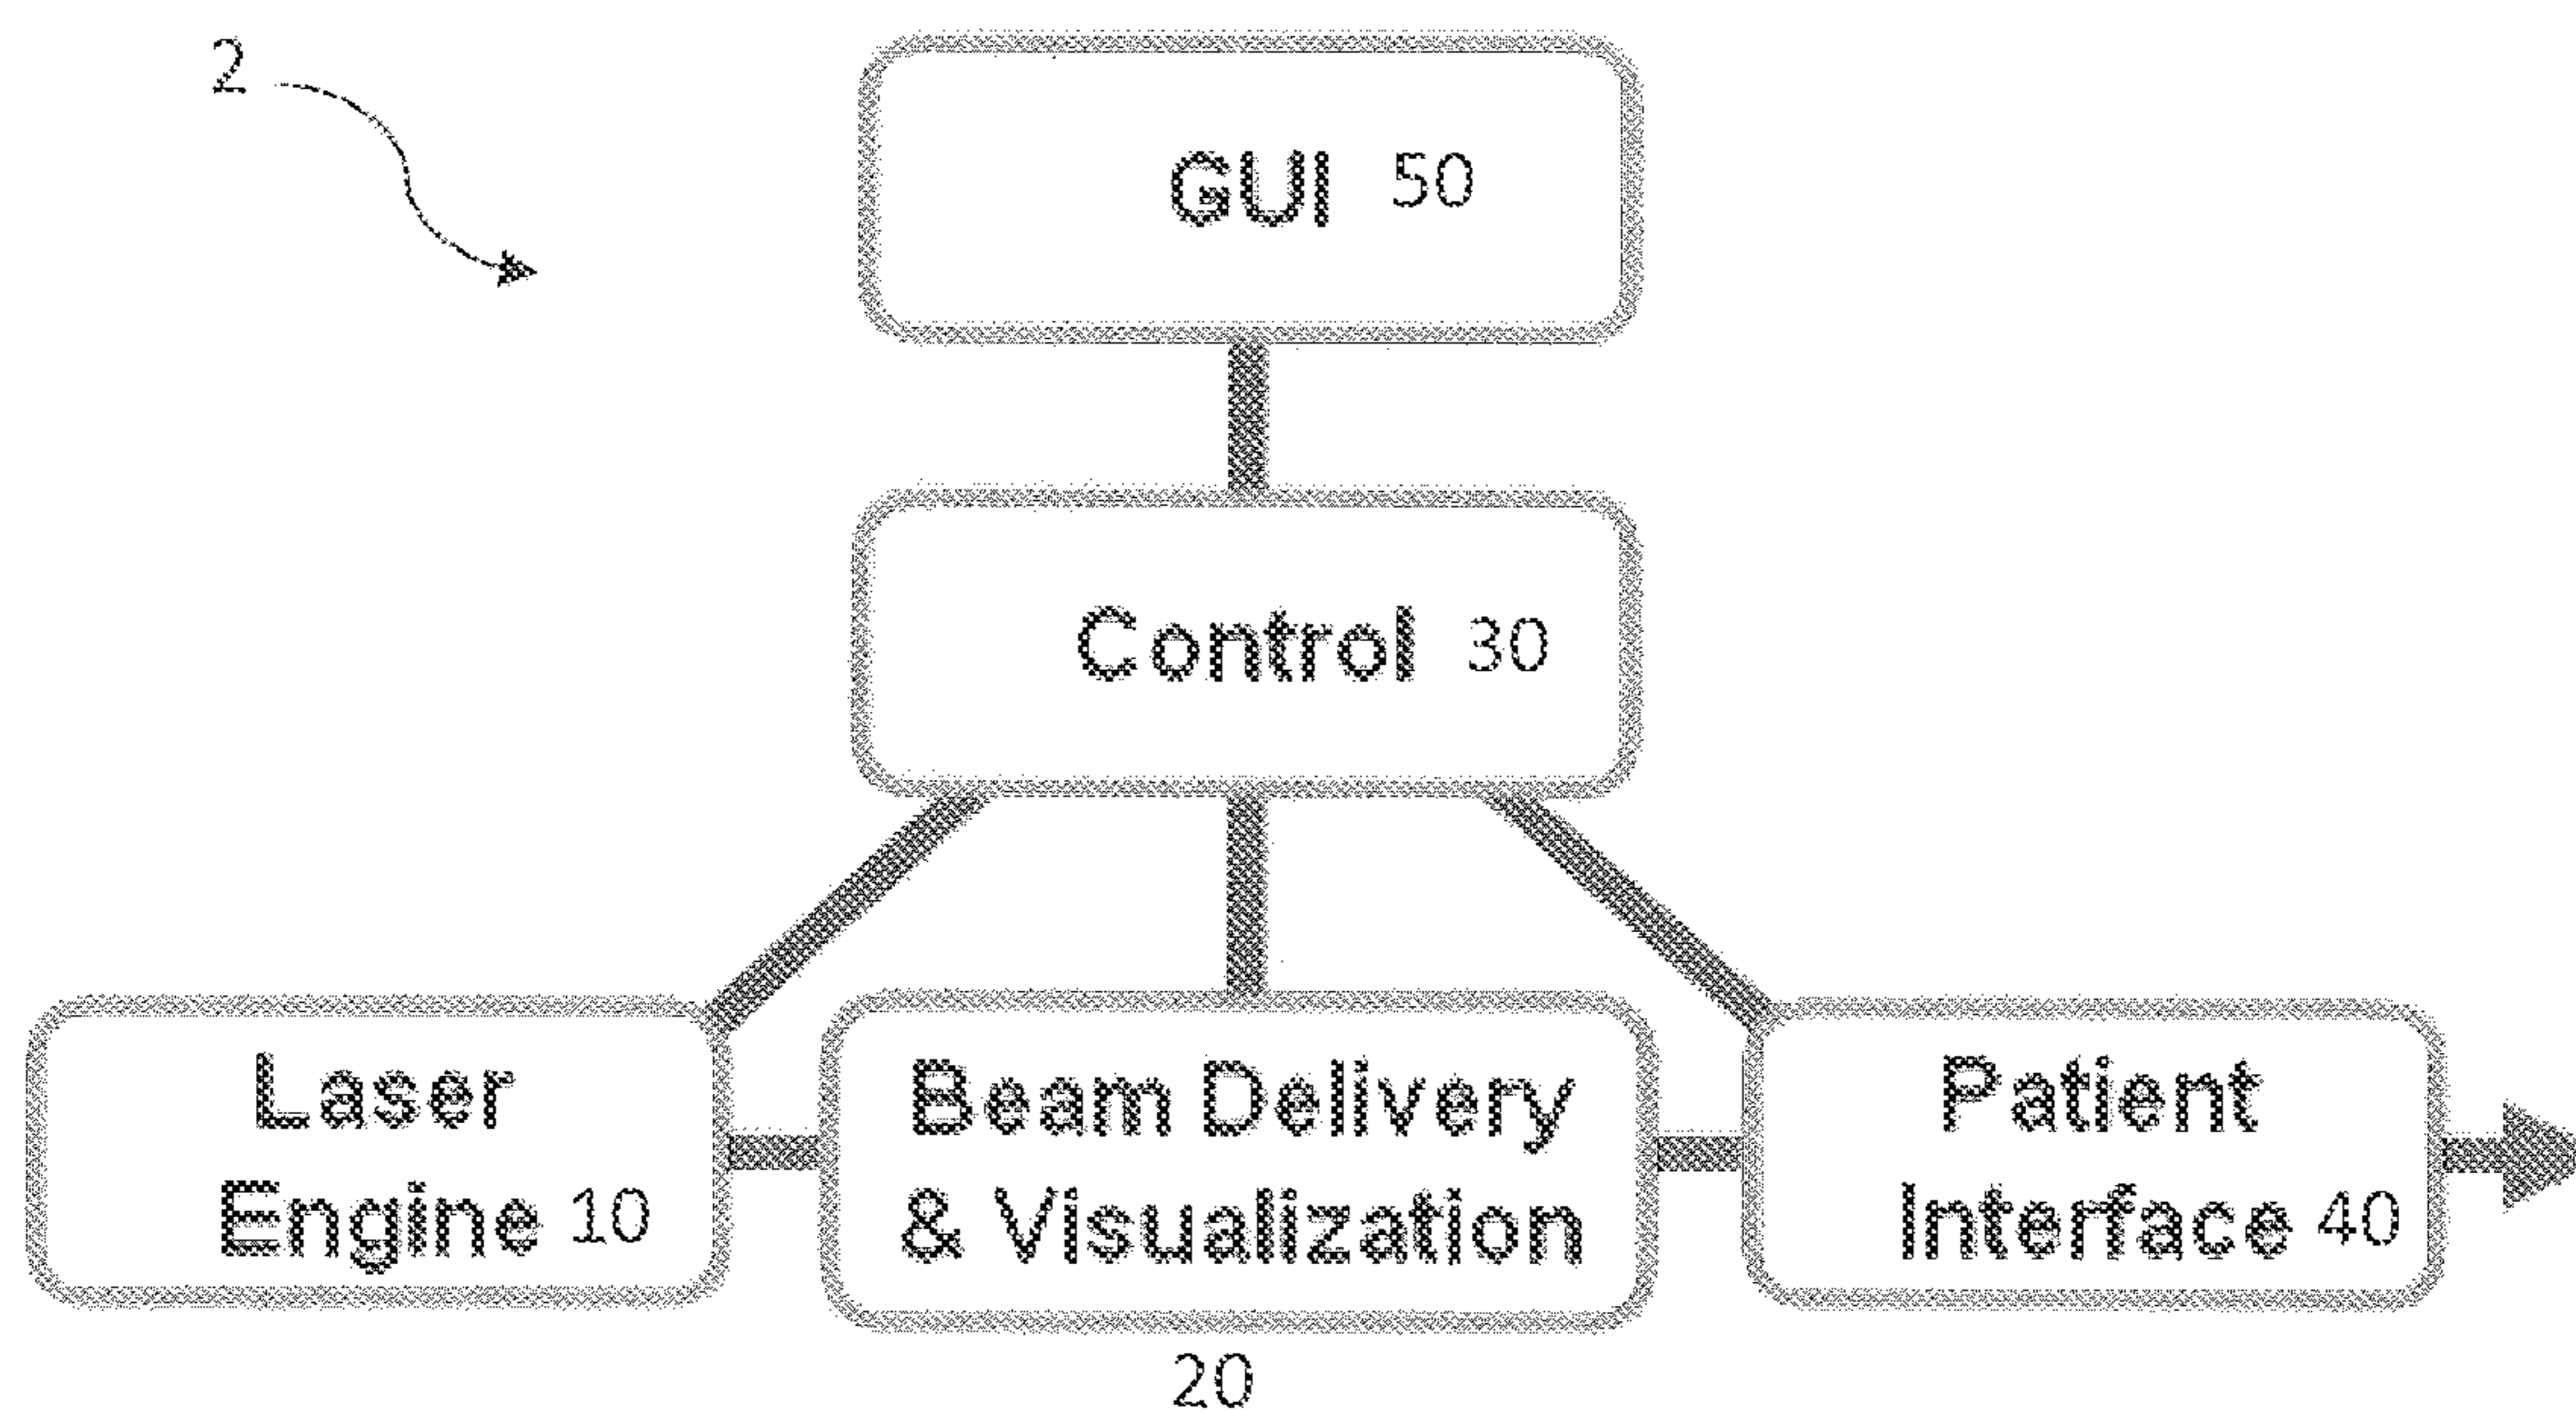 2
GUI 50
Control 30
Laser
Engine 10
Beam Delivery
& Visualization
20
Patient
Interface 40